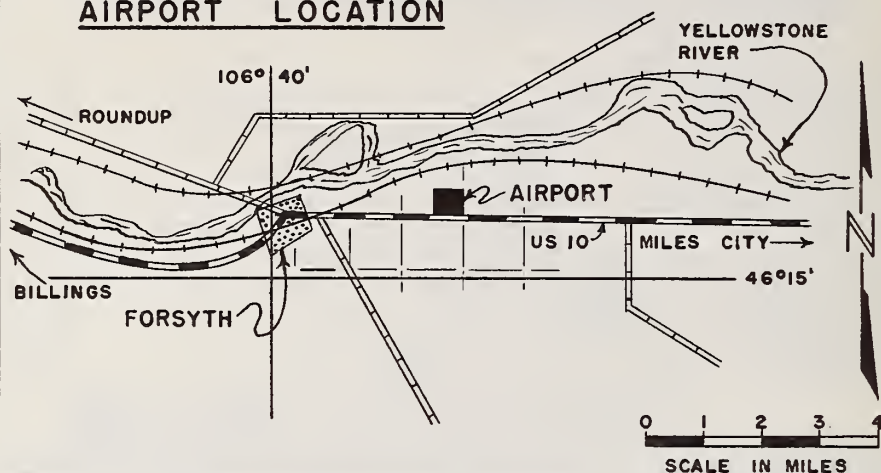 AIRPORT LOCATION
YELLOWSTONE
RIVER
106° 40'
ROUNDUP
AIRPORT
US 10
MILES CITY
N
46°15'
BILLINGS
FORSYTH
0 1 2 3 4
SCALE IN MILES